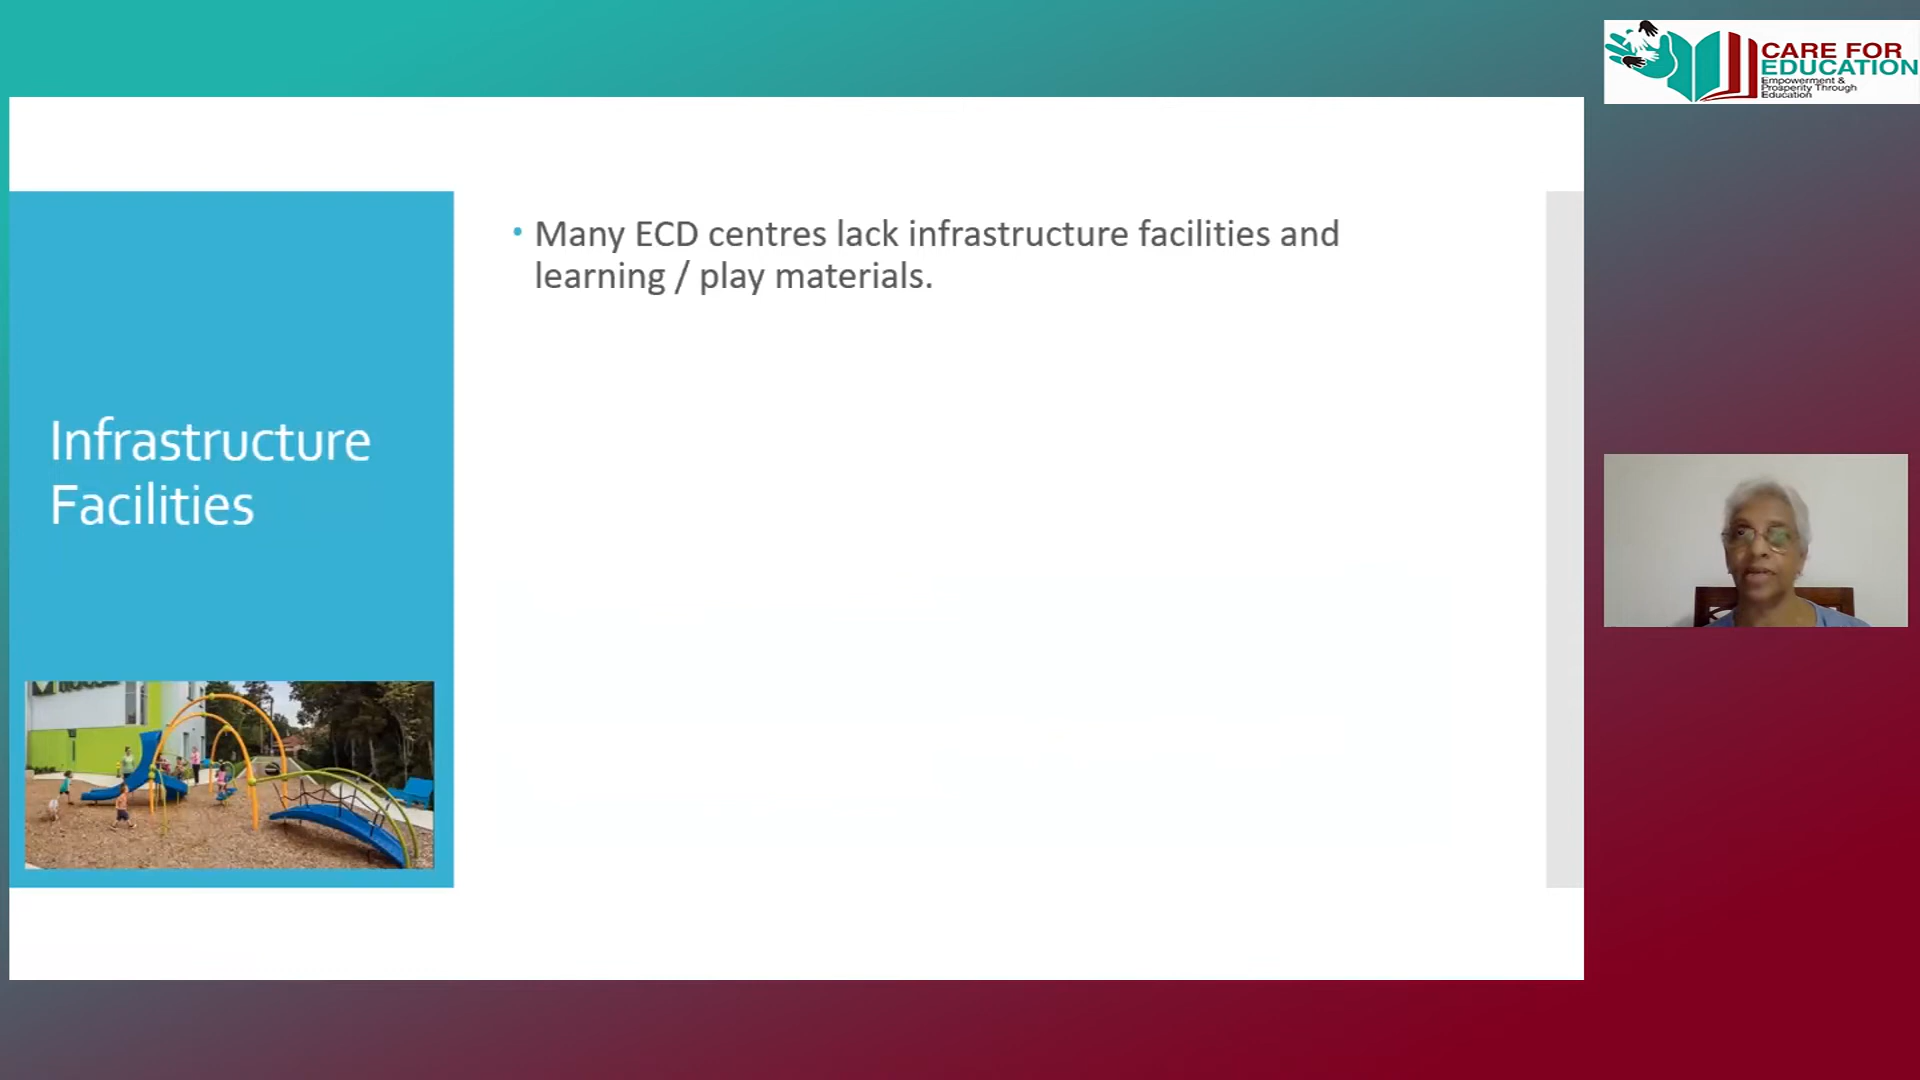 CARE FOR
EDUCATION
Empowerment &
Prosperity Through
Education
• Many ECD centres lack infrastructure facilities and
learning / play materials.
Infrastructure
Facilities